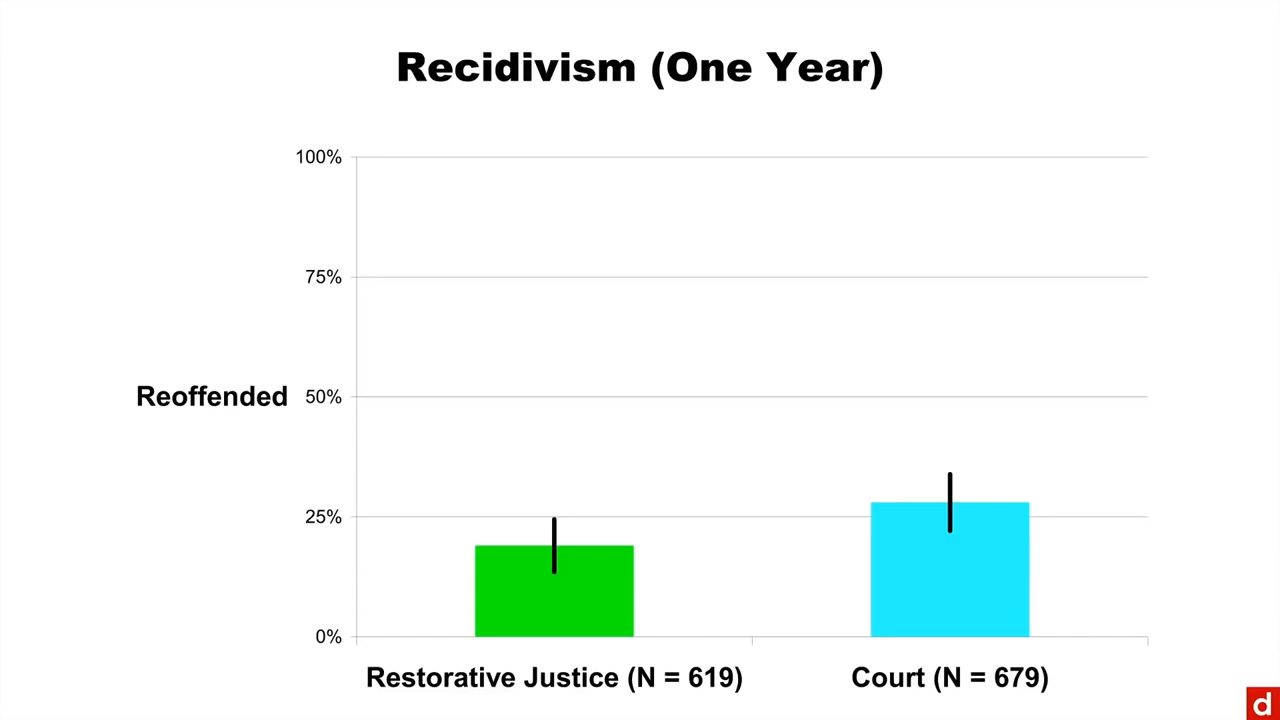 Recidivism (One Year)
100%
75%
Reoffended 50%
25%
0%
Restorative Justice (N = 619) Court (N = 679)
d